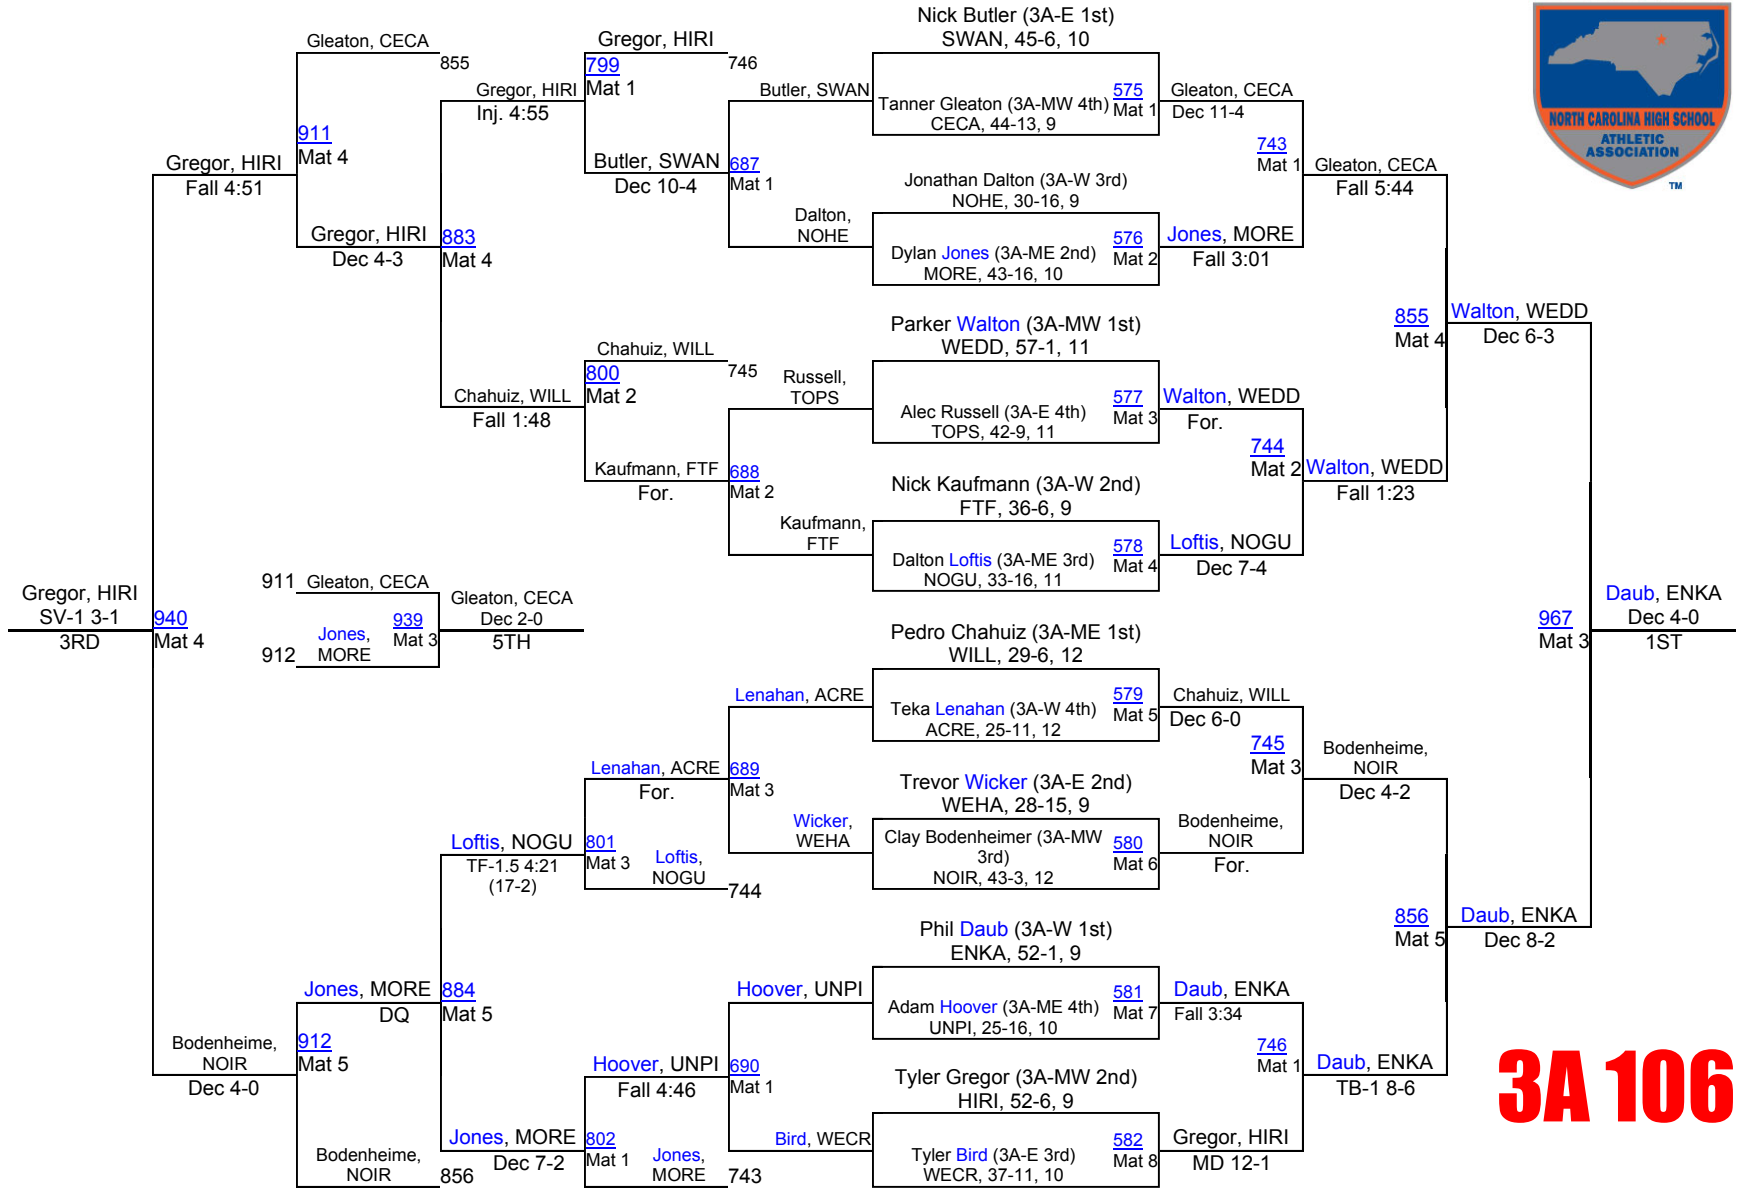 Nick Butler (3A-E 1st)
SWAN, 45-6, 10
Tanner Gleaton (3A-MW 4th)
CECA, 44-13, 9
575
Mat 1
Jonathan Dalton (3A-W 3rd)
NOHE, 30-16, 9
Dylan Jones (3A-ME 2nd)
MORE, 43-16, 10
576
Mat 2
Parker Walton (3A-MW 1st)
WEDD, 57-1, 11
Alec Russell (3A-E 4th)
TOPS, 42-9, 11
577
Mat 3
Nick Kaufmann (3A-W 2nd)
FTF, 36-6, 9
Dalton Loftis (3A-ME 3rd)
NOGU, 33-16, 11
578
Mat 4
Pedro Chahuiz (3A-ME 1st)
WILL, 29-6, 12
Teka Lenahan (3A-W 4th)
ACRE, 25-11, 12
579
Mat 5
Trevor Wicker (3A-E 2nd)
WEHA, 28-15, 9
Clay Bodenheimer (3A-MW
3rd)
NOIR, 43-3, 12
580
Mat 6
Phil Daub (3A-W 1st)
ENKA, 52-1, 9
Adam Hoover (3A-ME 4th)
UNPI, 25-16, 10
581
Mat 7
Tyler Gregor (3A-MW 2nd)
HIRI, 52-6, 9
Tyler Bird (3A-E 3rd)
WECR, 37-11, 10
582
Mat 8
Gleaton, CECA
Dec 11-4
743
Mat 1
Jones, MORE
Fall 3:01
Walton, WEDD
For.
744
Mat 2
Loftis, NOGU
Dec 7-4
Chahuiz, WILL
Dec 6-0
745
Mat 3
Bodenheime,
NOIR
For.
Daub, ENKA
Fall 3:34
746
Mat 1
Gregor, HIRI
MD 12-1
Gleaton, CECA
Fall 5:44
855
Mat 4
Walton, WEDD
Fall 1:23
Bodenheime,
NOIR
Dec 4-2
856
Mat 5
Daub, ENKA
TB-1 8-6
Walton, WEDD
Dec 6-3
967
Mat 3
Daub, ENKA
Dec 8-2
Daub, ENKA
Dec 4-0
1ST
Butler, SWAN
687
Mat 1
Dalton,
NOHE
Russell,
TOPS
688
Mat 2
Kaufmann,
FTF
Lenahan, ACRE
689
Mat 3
Wicker,
WEHA
Hoover, UNPI
690
Mat 1
Bird, WECR
Gregor, HIRI
746
799
Mat 1
Butler, SWAN
Dec 10-4
Chahuiz, WILL
745
800
Mat 2
Kaufmann, FTF
For.
Lenahan, ACRE
For.
801
Mat 3
Loftis,
NOGU
744
Hoover, UNPI
Fall 4:46
802
Mat 1
Jones,
MORE
743
Gregor, HIRI
Inj. 4:55
883
Mat 4
Chahuiz, WILL
Fall 1:48
Loftis, NOGU
TF-1.5 4:21
(17-2)
884
Mat 5
Jones, MORE
Dec 7-2
Gleaton, CECA
855
911
Mat 4
Gregor, HIRI
Dec 4-3
Jones, MORE
DQ
912
Mat 5
Bodenheime,
NOIR
856
Gregor, HIRI
Fall 4:51
940
Mat 4
Bodenheime,
NOIR
Dec 4-0
Gregor, HIRI
SV-1 3-1
3RD
911
Gleaton, CECA
939
Mat 3
912
Jones,
MORE
Gleaton, CECA
Dec 2-0
5TH
NORTH CAROLINA HIGH SCHOOL
ATHLETIC
ASSOCIATION
TM
3A 106